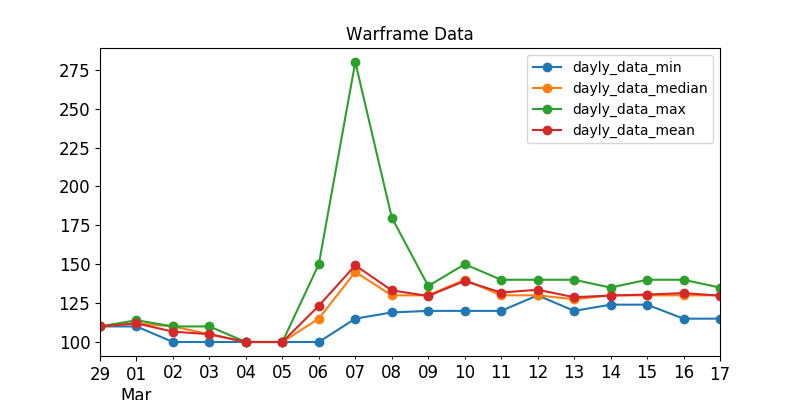 Warframe Data
275
250
225
200
175
150
125
100
dayly_data_min
dayly_data_median
dayly_data_max
dayly_data_mean
29 01 02 03 04 05 06 07 08 09 10 11 12 13 14 15 16 17
Mar